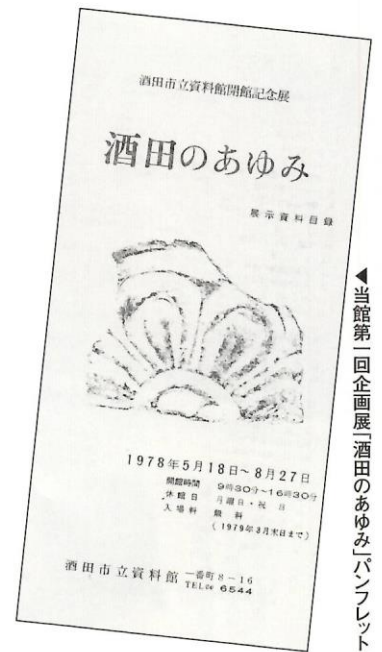 酒田市立資料館開館記念展
酒田のあゆみ
展示資料目録
1978年5月18日～8月27日
開館時間 9時30分～16時30分
休館日 月曜日・祝日
入場料 無料
(1979年3月末日まで)
酒田市立資料館 一番町8-16
TEL 6544
◀当館第一回企画展「酒田のあゆみ」パンフレット